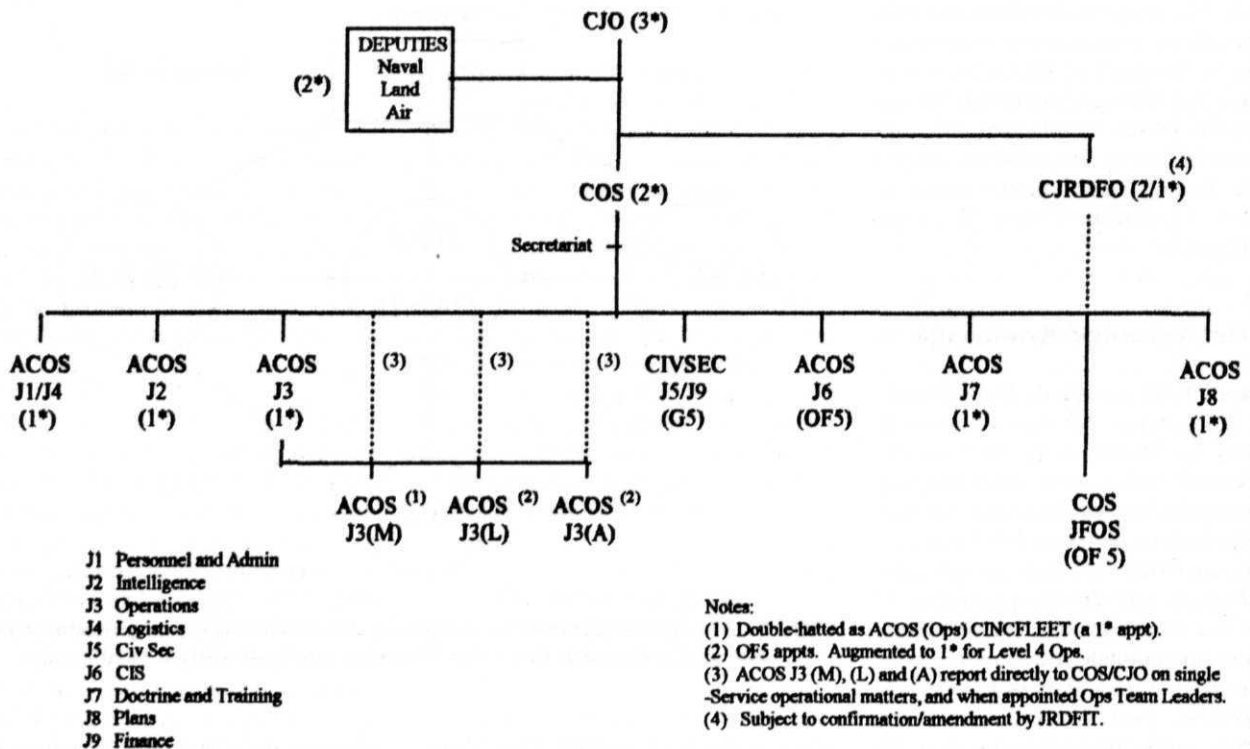 CJO (3*)
DEPUTIES
Naval
Land
Air
(2*)
COS (2*)
(4)
CJRDFO (2/1*)
Secretariat
ACOS
J1/J4
(1*)
ACOS
J2
(1*)
ACOS
J3
(1*)
(3)
(3)
(3)
CIVSEC
J5/J9
(G5)
ACOS
J6
(OF5)
ACOS
J7
(1*)
ACOS
J8
(1*)
ACOS (1)
J3(M)
ACOS (2)
J3(L)
ACOS (2)
J3(A)
COS
JFOS
(OF 5)
J1 Personnel and Admin
J2 Intelligence
J3 Operations
J4 Logistics
J5 Civ Sec
J6 CIS
J7 Doctrine and Training
J8 Plans
J9 Finance
Notes:
(1) Double-hatted as ACOS (Ops) CINCFLEET (a 1* appt).
(2) OF5 appts. Augmented to 1* for Level 4 Ops.
(3) ACOS J3 (M), (L) and (A) report directly to COS/CJO on single
-Service operational matters, and when appointed Ops Team Leaders.
(4) Subject to confirmation/amendment by JRDFIT.